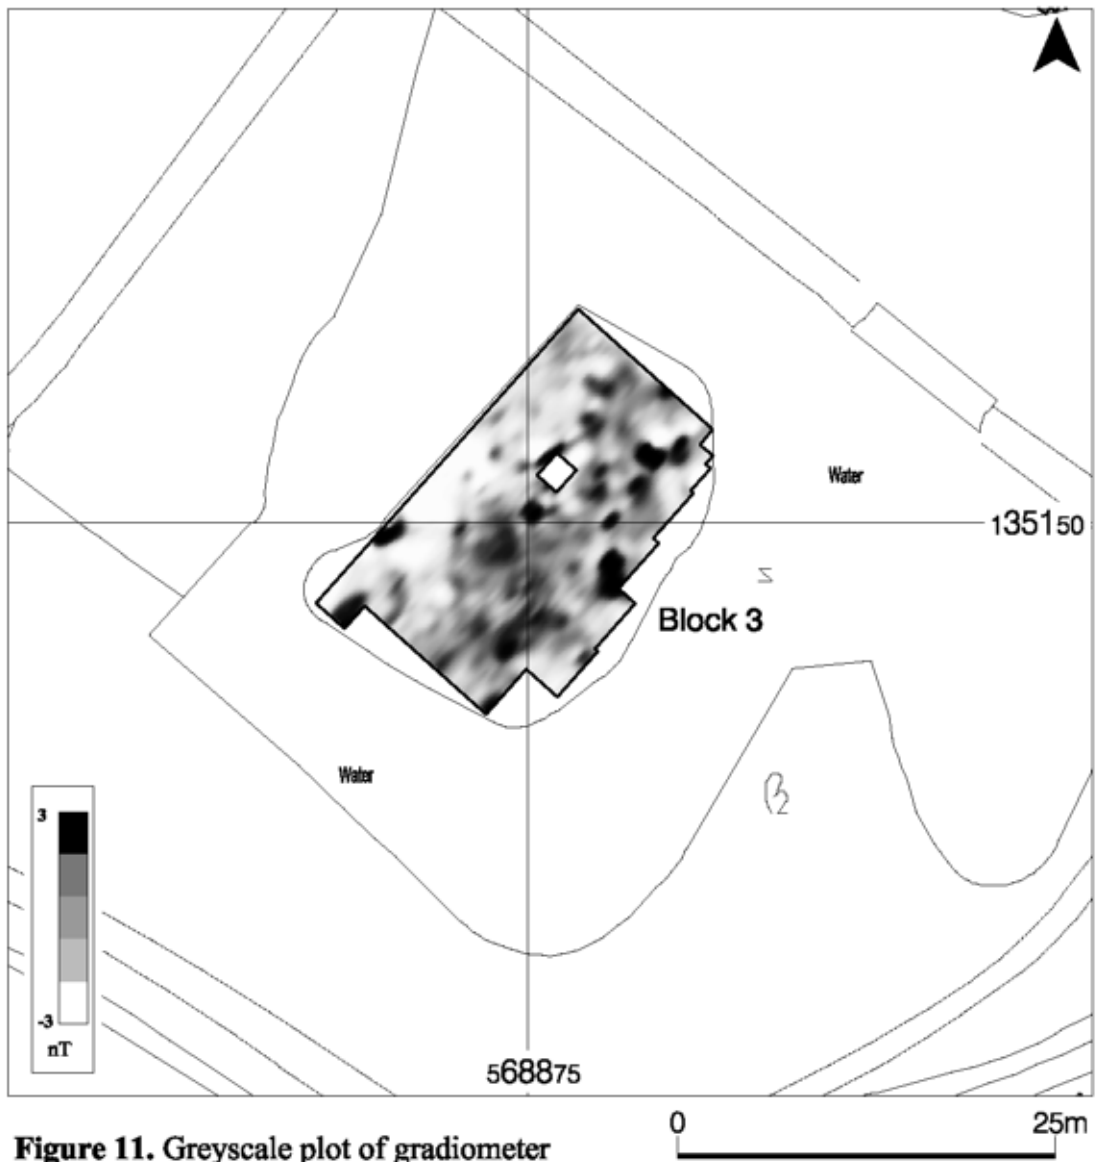 Water
135150
Block 3
Water
3
-3
nT
568875
0 25m
Figure 11. Greyscale plot of gradiometer